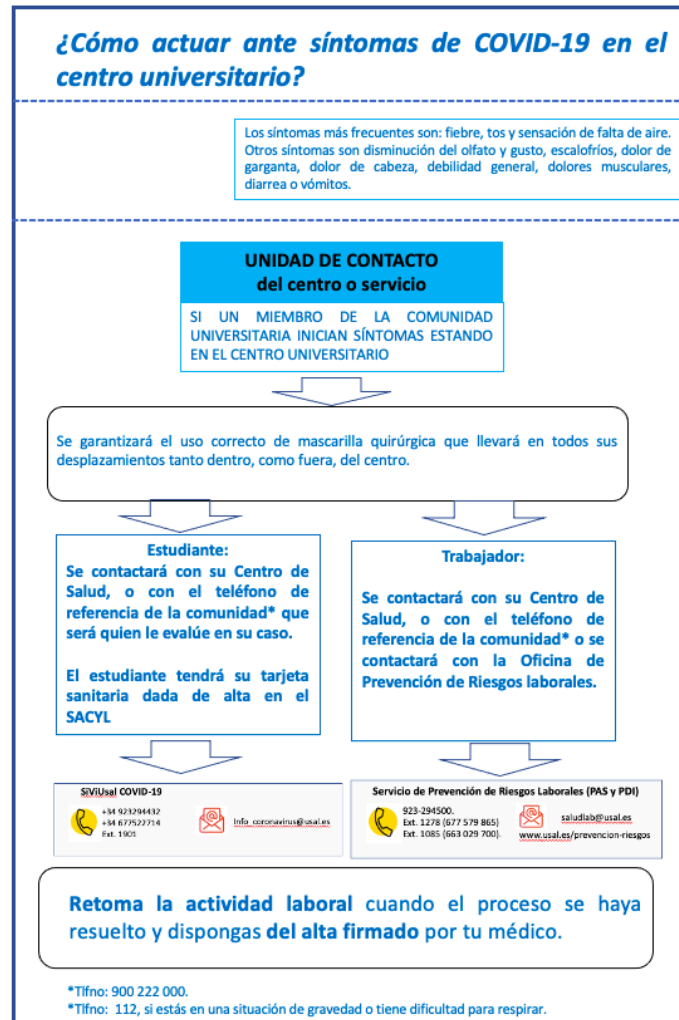 ¿Cómo actuar ante síntomas de COVID-19 en el
centro universitario?
Los síntomas más frecuentes son: fiebre, tos y sensación de falta de aire.
Otros síntomas son disminución del olfato y gusto, escalofríos, dolor de
garganta, dolor de cabeza, debilidad general, dolores musculares,
diarrea o vómitos.
UNIDAD DE CONTACTO
del centro o servicio
SI UN MIEMBRO DE LA COMUNIDAD
UNIVERSITARIA INICIAN SÍNTOMAS ESTANDO
EN EL CENTRO UNIVERSITARIO
Se garantizará el uso correcto de mascarilla quirúrgica que llevará en todos sus
desplazamientos tanto dentro, como fuera, del centro.
Estudiante:
Se contactará con su Centro de
Salud, o con el teléfono de
referencia de la comunidad* que
será quien le evalúe en su caso.
El estudiante tendrá su tarjeta
sanitaria dada de alta en el
SACYL
Trabajador:
Se contactará con su Centro de
Salud, o con el teléfono de
referencia de la comunidad* o se
contactará con la Oficina de
Prevención de Riesgos laborales.
SiViUsal COVID-19
+34 923294432
+34 677522714
Ext. 1901
Info_coronavirus@usal.es
Servicio de Prevención de Riesgos Laborales (PAS y PDI)
923-294500.
Ext. 1278 (677 579 865)
Ext. 1085 (663 029 700).
saludlab@usal.es
www.usal.es/prevencion-riesgos
Retoma la actividad laboral cuando el proceso se haya
resuelto y dispongas del alta firmado por tu médico.
*Tlfno: 900 222 000.
*Tlfno: 112, si estás en una situación de gravedad o tiene dificultad para respirar.